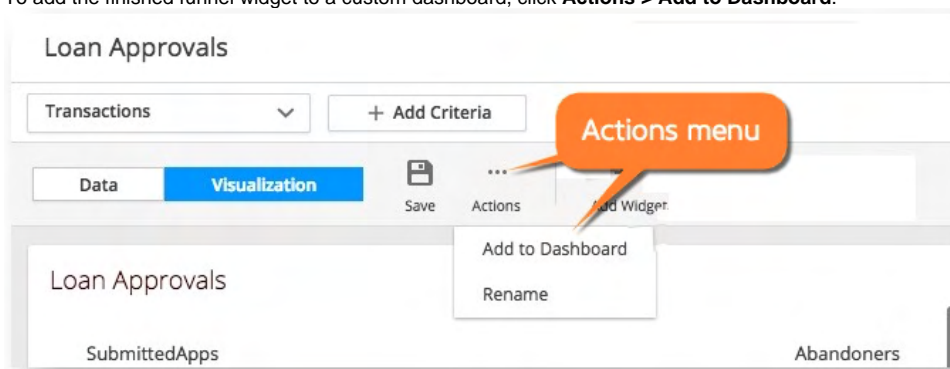 To add the finished funnel widget to a custom dashboard, click Actions > Add to Dashboard.
Loan Approvals
Transactions
+ Add Criteria
Actions menu
Data
Visualization
Save
Actions
Add Widget
Add to Dashboard
Rename
Loan Approvals
SubmittedApps
Abandoners